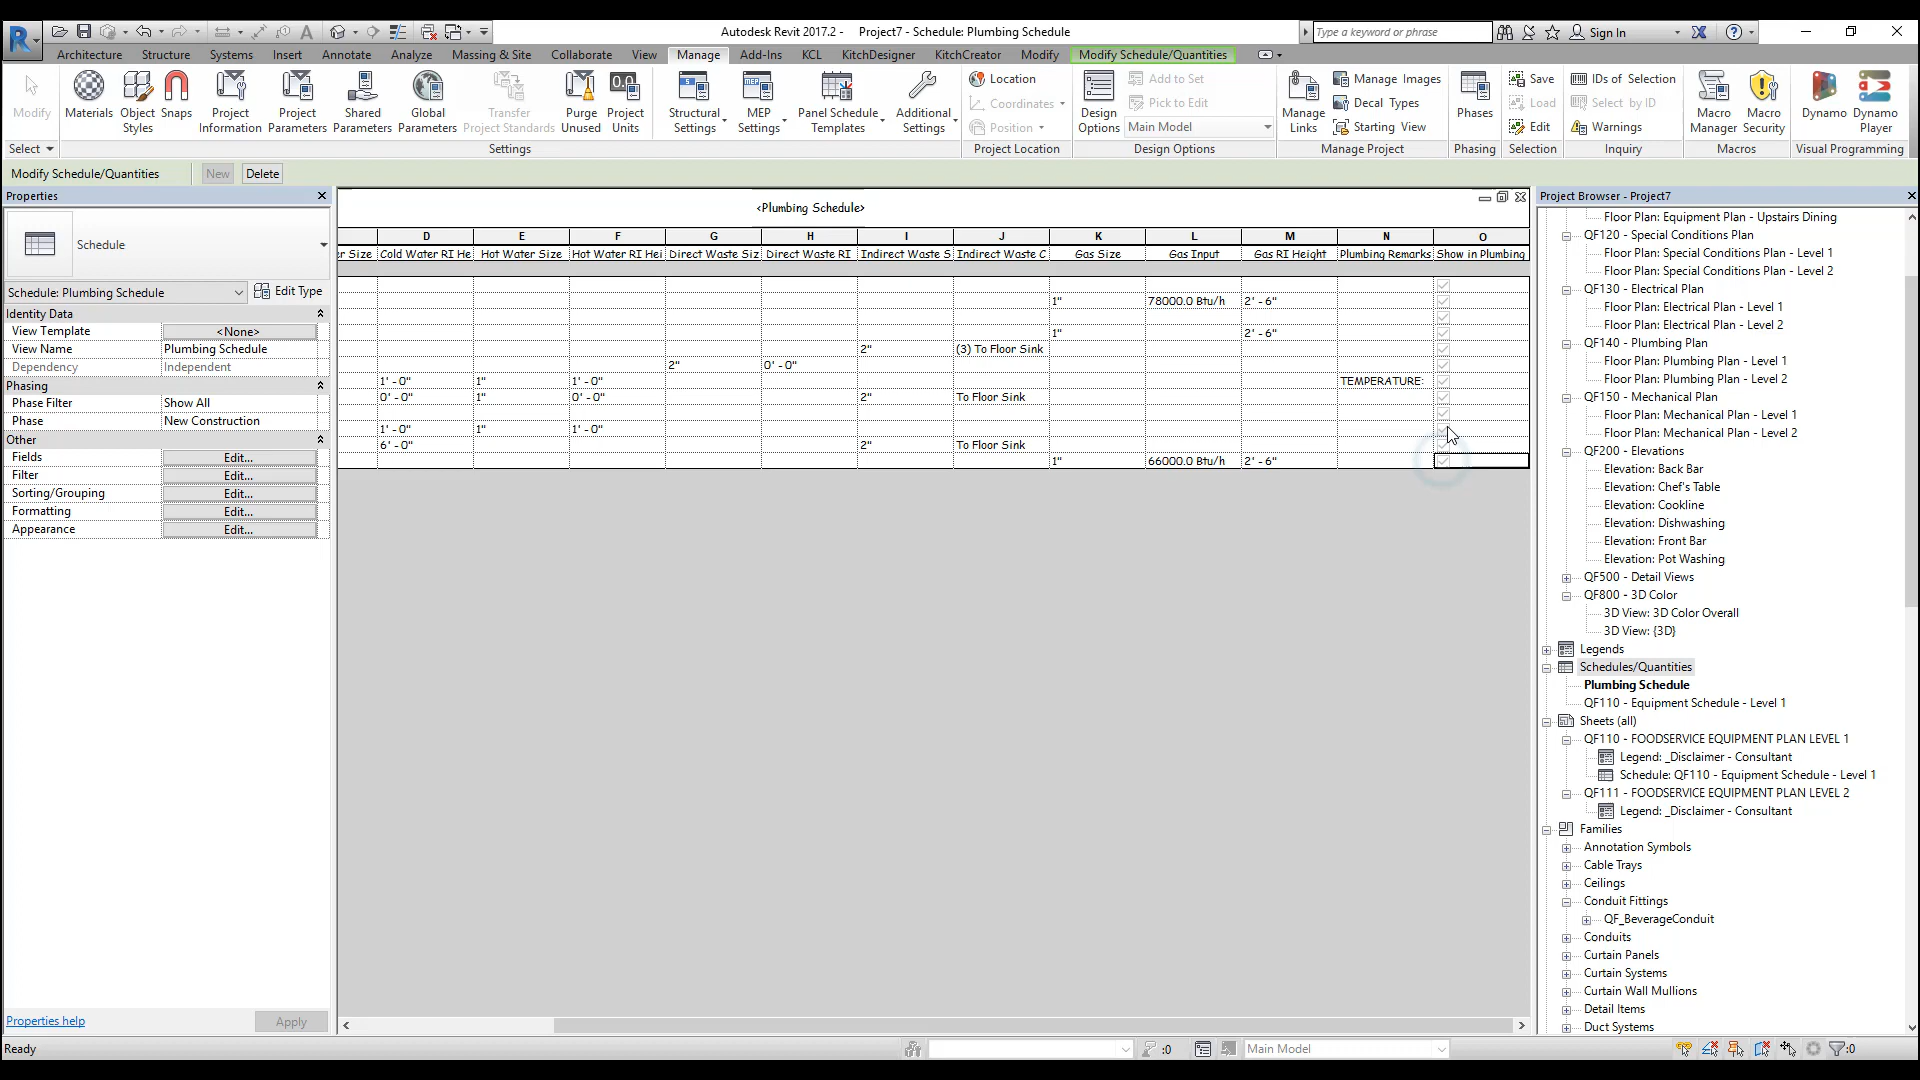 Autodesk Revit 2017.2 - Project7 - Schedule: Plumbing Schedule
Type a keyword or phrase
Sign In
Architecture Structure Systems Insert Annotate Analyze Massing & Site Collaborate View Manage Add-Ins KCL KitchDesigner KitchCreator Modify Modify Schedule/Quantities
Modify
Materials
Object Styles
Snaps
Project Information
Project Parameters
Shared Parameters
Global Parameters
Transfer Project Standards
Purge Unused
Project Units
Structural Settings
MEP Settings
Panel Schedule Templates
Additional Settings
Location
Coordinates
Position
Design Options
Add to Set
Pick to Edit
Main Model
Manage Links
Manage Images
Decal Types
Starting View
Phases
Save
Load
Edit
IDs of Selection
Select by ID
Warnings
Macro Manager
Macro Security
Dynamo
Dynamo Player
Select Settings Project Location Design Options Manage Project Phasing Selection Inquiry Macros Visual Programming
Modify Schedule/Quantities New Delete
Properties
Schedule
Schedule: Plumbing Schedule Edit Type
Identity Data
View Template <None>
View Name Plumbing Schedule
Dependency Independent
Phasing
Phase Filter Show All
Phase New Construction
Other
Fields Edit...
Filter Edit...
Sorting/Grouping Edit...
Formatting Edit...
Appearance Edit...
Properties help Apply
<Plumbing Schedule>
D E F G H I J K L M N O
er Size Cold Water RI He Hot Water Size Hot Water RI Hei Direct Waste Siz Direct Waste RI Indirect Waste S Indirect Waste C Gas Size Gas Input Gas RI Height Plumbing Remarks Show in Plumbing
1" 78000.0 Btu/h 2' - 6"
1" 2' - 6"
2" (3) To Floor Sink
2" 0' - 0"
1' - 0" 1" 1' - 0" TEMPERATURE:
0' - 0" 1" 0' - 0" 2" To Floor Sink
1' - 0" 1" 1' - 0"
6' - 0" 2" To Floor Sink
1" 66000.0 Btu/h 2' - 6"
Project Browser - Project7
Floor Plan: Equipment Plan - Upstairs Dining
QF120 - Special Conditions Plan
Floor Plan: Special Conditions Plan - Level 1
Floor Plan: Special Conditions Plan - Level 2
QF130 - Electrical Plan
Floor Plan: Electrical Plan - Level 1
Floor Plan: Electrical Plan - Level 2
QF140 - Plumbing Plan
Floor Plan: Plumbing Plan - Level 1
Floor Plan: Plumbing Plan - Level 2
QF150 - Mechanical Plan
Floor Plan: Mechanical Plan - Level 1
Floor Plan: Mechanical Plan - Level 2
QF200 - Elevations
Elevation: Back Bar
Elevation: Chef's Table
Elevation: Cookline
Elevation: Dishwashing
Elevation: Front Bar
Elevation: Pot Washing
QF500 - Detail Views
QF800 - 3D Color
3D View: 3D Color Overall
3D View: {3D}
Legends
Schedules/Quantities
Plumbing Schedule
QF110 - Equipment Schedule - Level 1
Sheets (all)
QF110 - FOODSERVICE EQUIPMENT PLAN LEVEL 1
Legend: _Disclaimer - Consultant
Schedule: QF110 - Equipment Schedule - Level 1
QF111 - FOODSERVICE EQUIPMENT PLAN LEVEL 2
Legend: _Disclaimer - Consultant
Families
Annotation Symbols
Cable Trays
Ceilings
Conduit Fittings
QF_BeverageConduit
Conduits
Curtain Panels
Curtain Systems
Curtain Wall Mullions
Detail Items
Duct Systems
Ready :0 Main Model :0